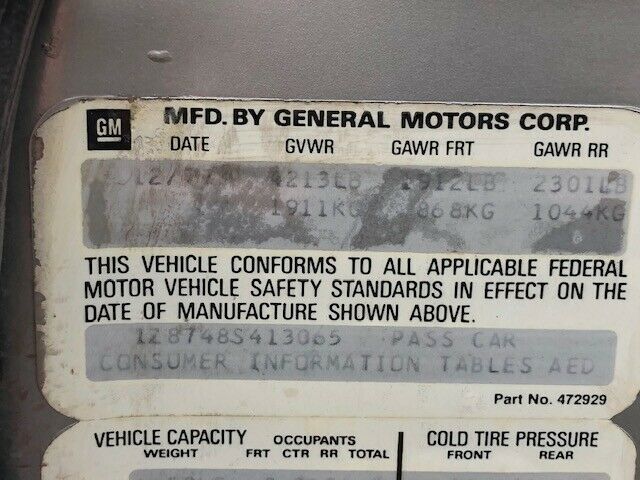 GM MFD. BY GENERAL MOTORS CORP.
DATE GVWR GAWR FRT GAWR RR
4213LB 1912LB 2301LB
1911KG 868KG 1044KG
THIS VEHICLE CONFORMS TO ALL APPLICABLE FEDERAL
MOTOR VEHICLE SAFETY STANDARDS IN EFFECT ON THE
DATE OF MANUFACTURE SHOWN ABOVE.
1Z8748S413065 PASS CAR
CONSUMER INFORMATION TABLES AED
Part No. 472929
VEHICLE CAPACITY OCCUPANTS COLD TIRE PRESSURE
WEIGHT FRT CTR RR TOTAL FRONT REAR